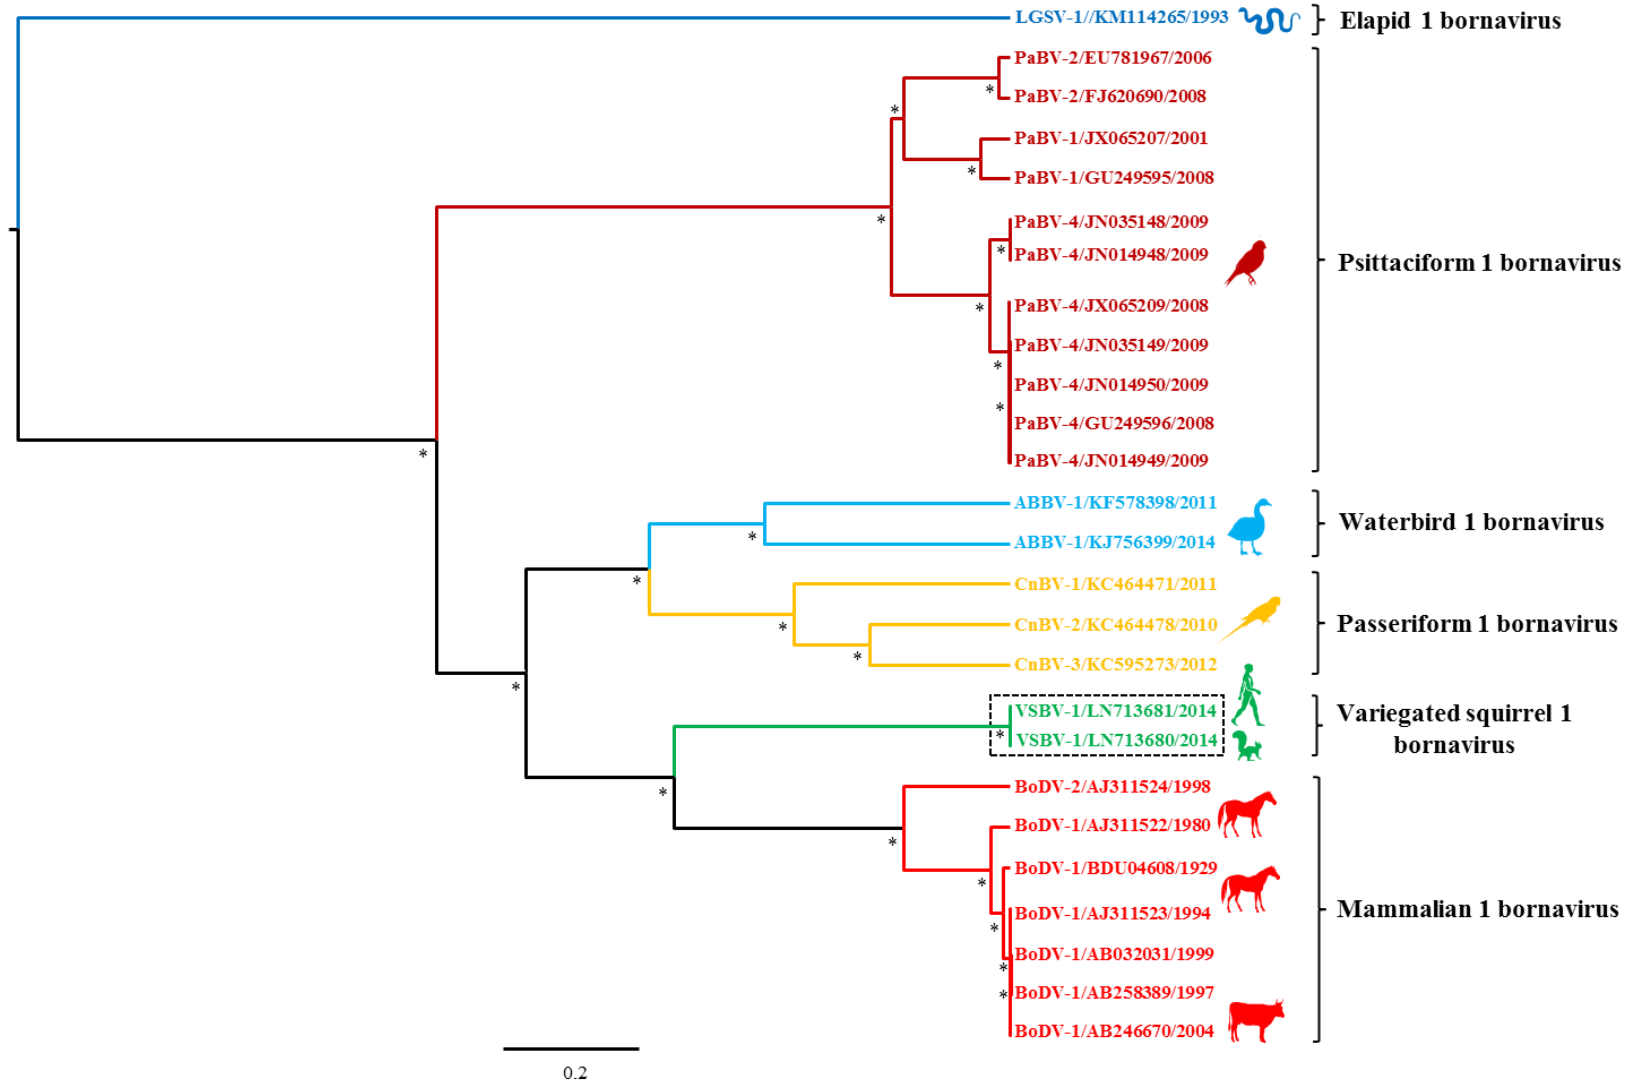 LGSV-1//KM114265/1993
Elapid 1 bornavirus
PaBV-2/EU781967/2006
*
PaBV-2/FJ620690/2008
*
PaBV-1/JX065207/2001
*
PaBV-1/GU249595/2008
*
PaBV-4/JN035148/2009
*
PaBV-4/JN014948/2009
Psittaciform 1 bornavirus
*
PaBV-4/JX065209/2008
PaBV-4/JN035149/2009
*
PaBV-4/JN014950/2009
*
PaBV-4/GU249596/2008
*
PaBV-4/JN014949/2009
ABBV-1/KF578398/2011
Waterbird 1 bornavirus
*
ABBV-1/KJ756399/2014
*
CnBV-1/KC464471/2011
*
CnBV-2/KC464478/2010
Passeriform 1 bornavirus
*
CnBV-3/KC595273/2012
*
VSBV-1/LN713681/2014
Variegated squirrel 1
bornavirus
*
VSBV-1/LN713680/2014
*
BoDV-2/AJ311524/1998
*
BoDV-1/AJ311522/1980
*
BoDV-1/BDU04608/1929
*
BoDV-1/AJ311523/1994
Mammalian 1 bornavirus
*
BoDV-1/AB032031/1999
*
BoDV-1/AB258389/1997
BoDV-1/AB246670/2004
0.2